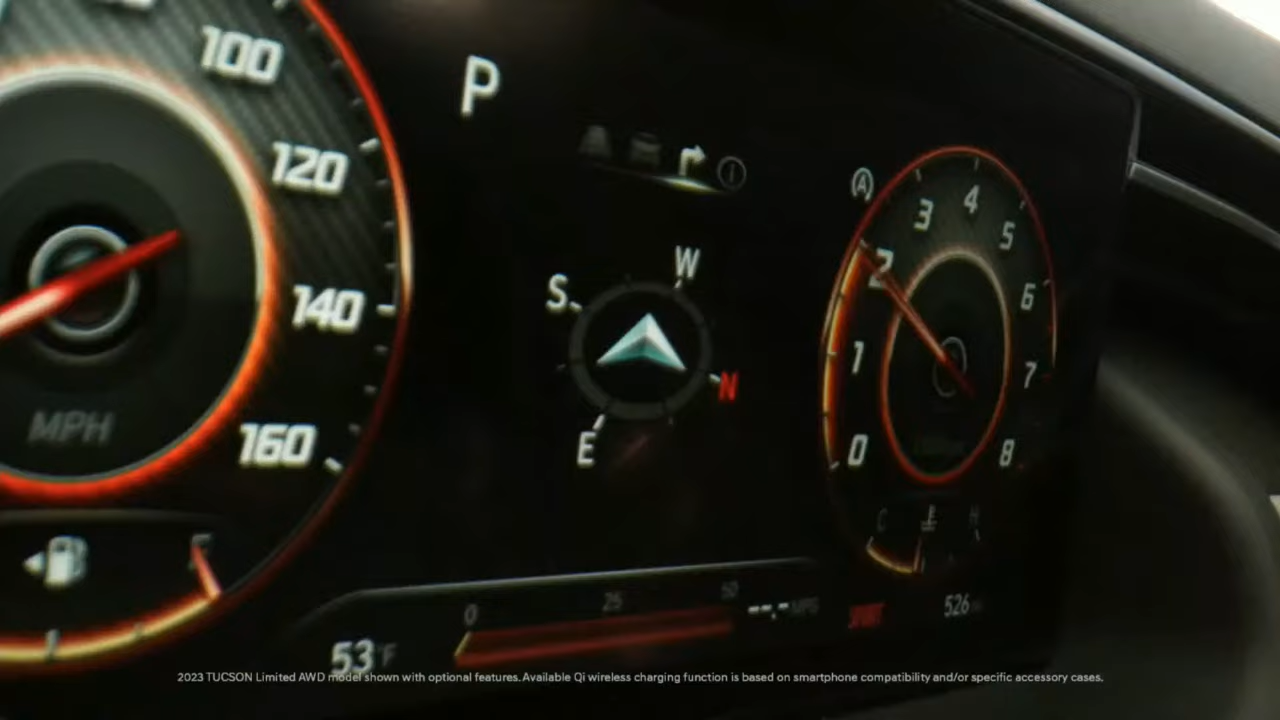 100
P
120
3
4
5
W
2
S
140
6
1
7
N
MPH
160
E
0
8
C
H
F
0
25
50
--.- MPG
SPORT
526
53°F
2023 TUCSON Limited AWD model shown with optional features. Available Qi wireless charging function is based on smartphone compatibility and/or specific accessory cases.